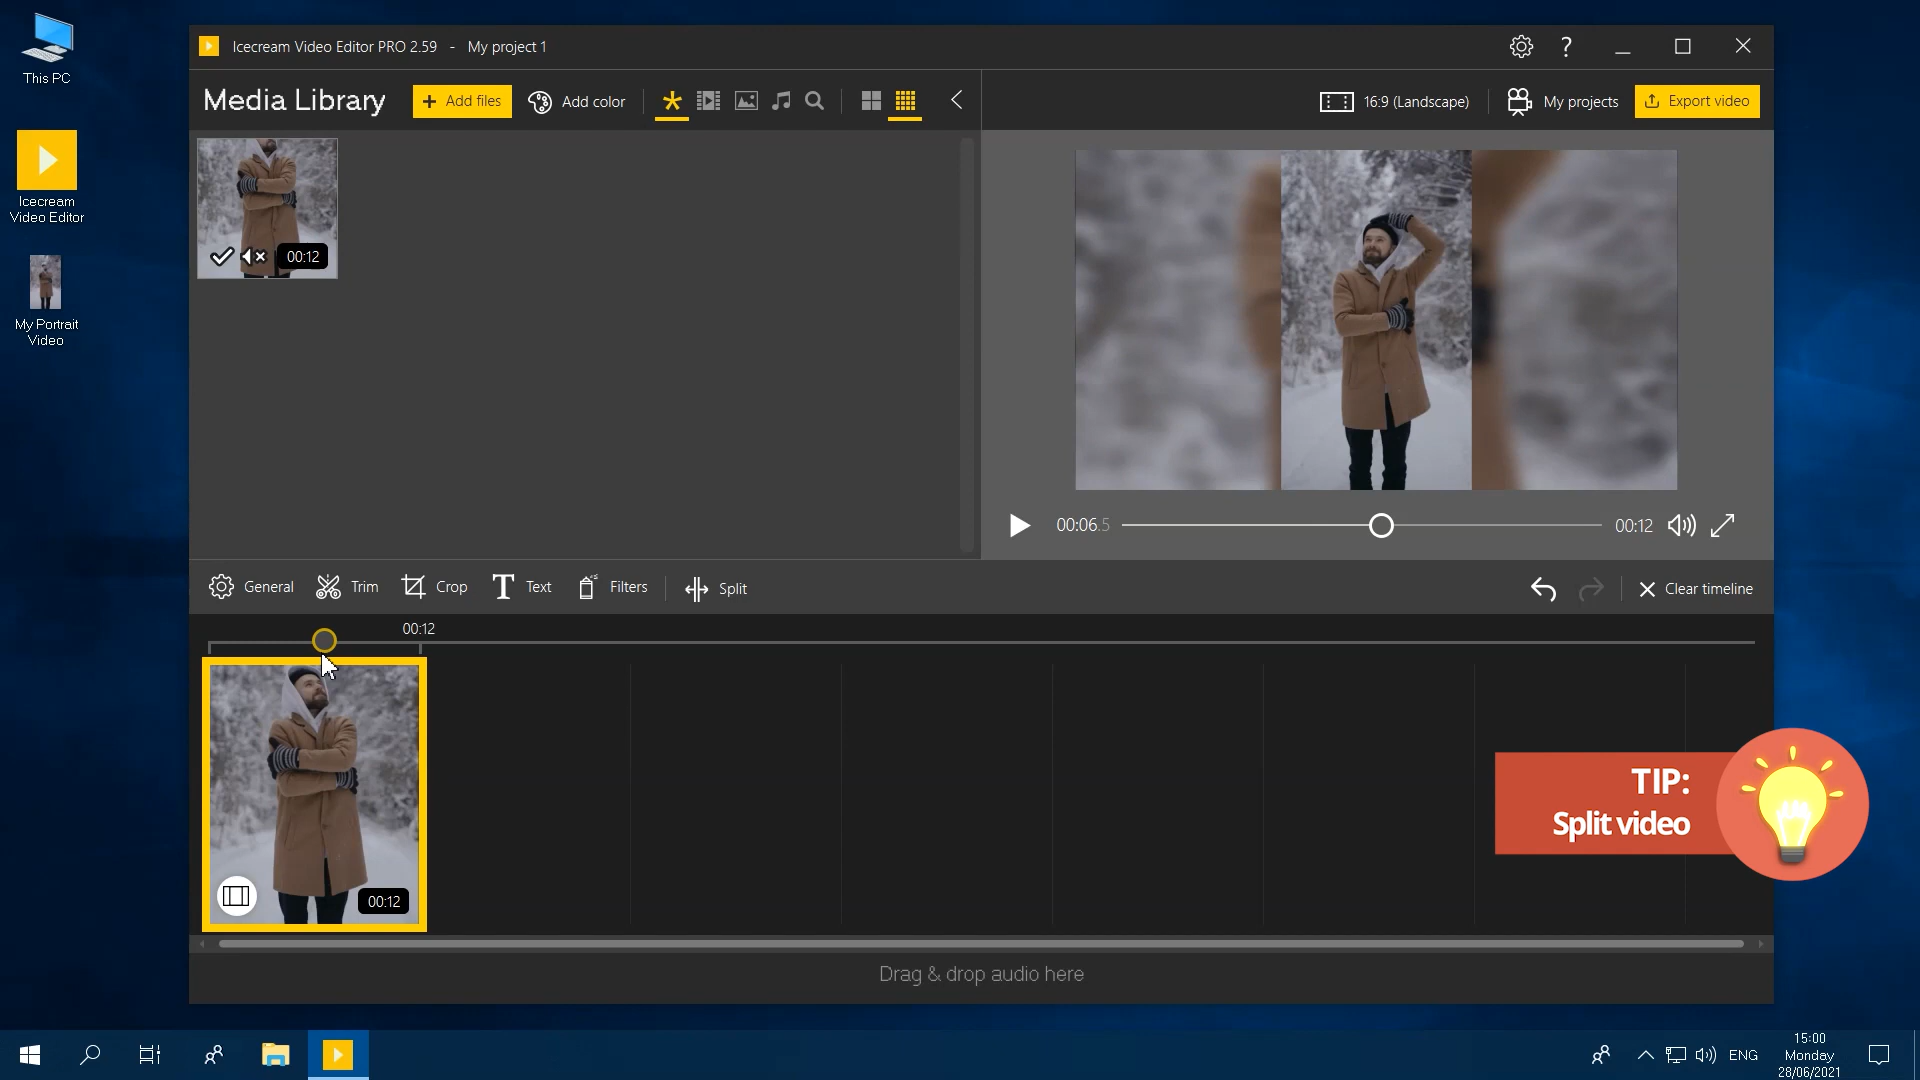 This PC
Icecream
Video Editor
My Portrait
Video
Icecream Video Editor PRO 2.59 - My project 1
?
Media Library
+ Add files
Add color
16:9 (Landscape)
My projects
Export video
00:12
00:06.5
00:12
General
Trim
Crop
T Text
Filters
Split
Clear timeline
00:12
00:12
TIP:
Split video
Drag & drop audio here
ENG
15:00
Monday
28/06/2021